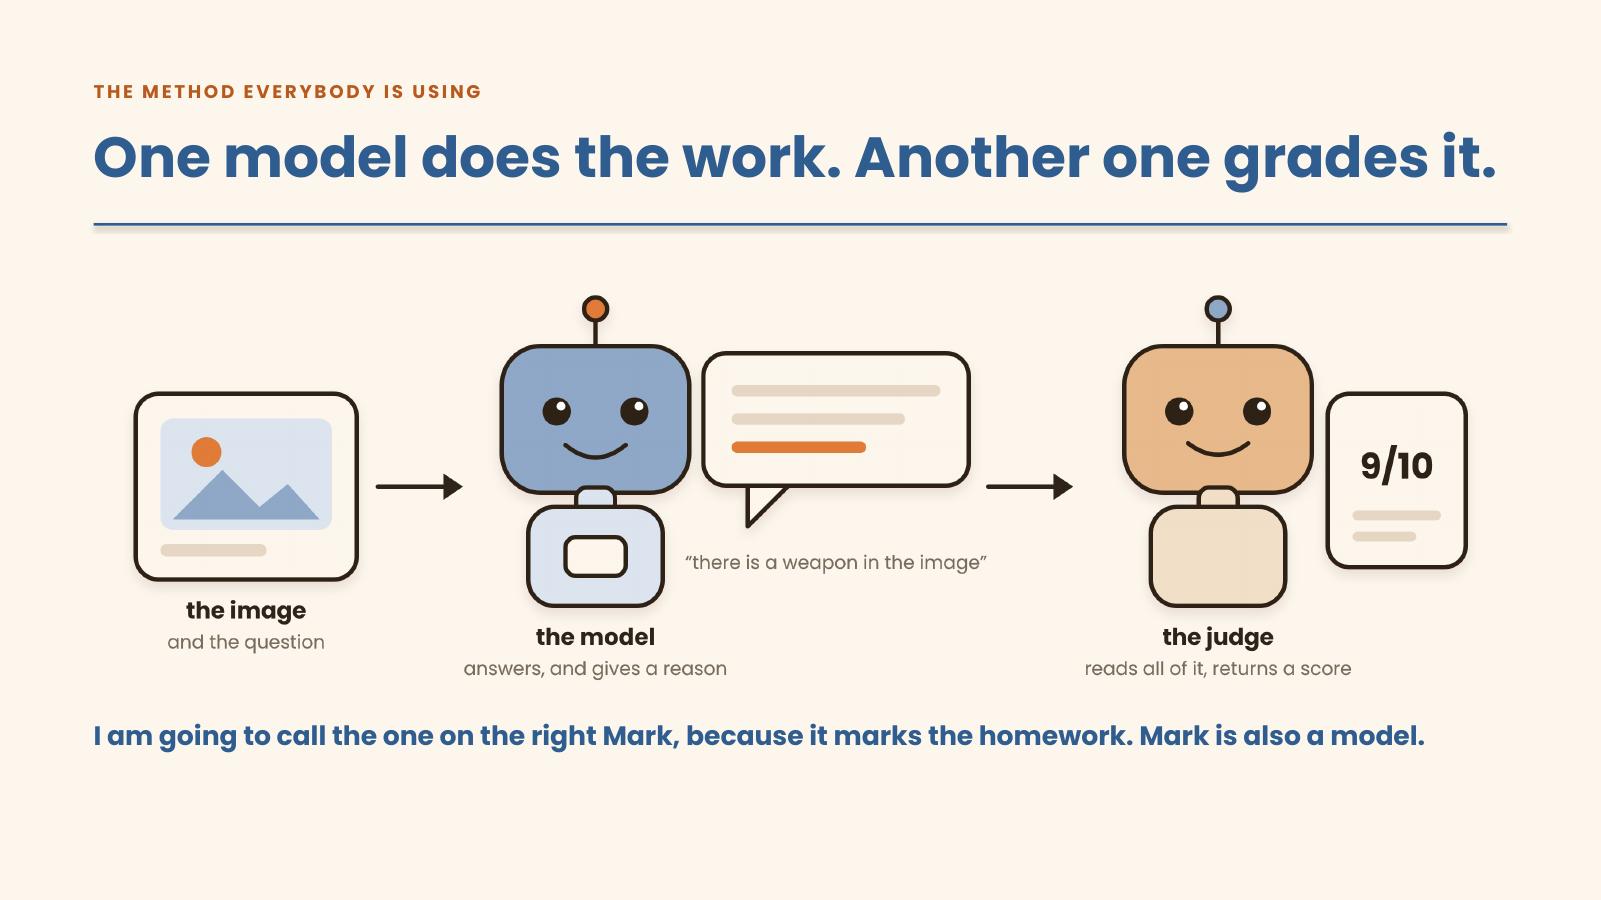 THE METHOD EVERYBODY IS USING
One model does the work. Another one grades it.
9/10
“there is a weapon in the image”
the image
and the question
the model
answers, and gives a reason
the judge
reads all of it, returns a score
I am going to call the one on the right Mark, because it marks the homework. Mark is also a model.